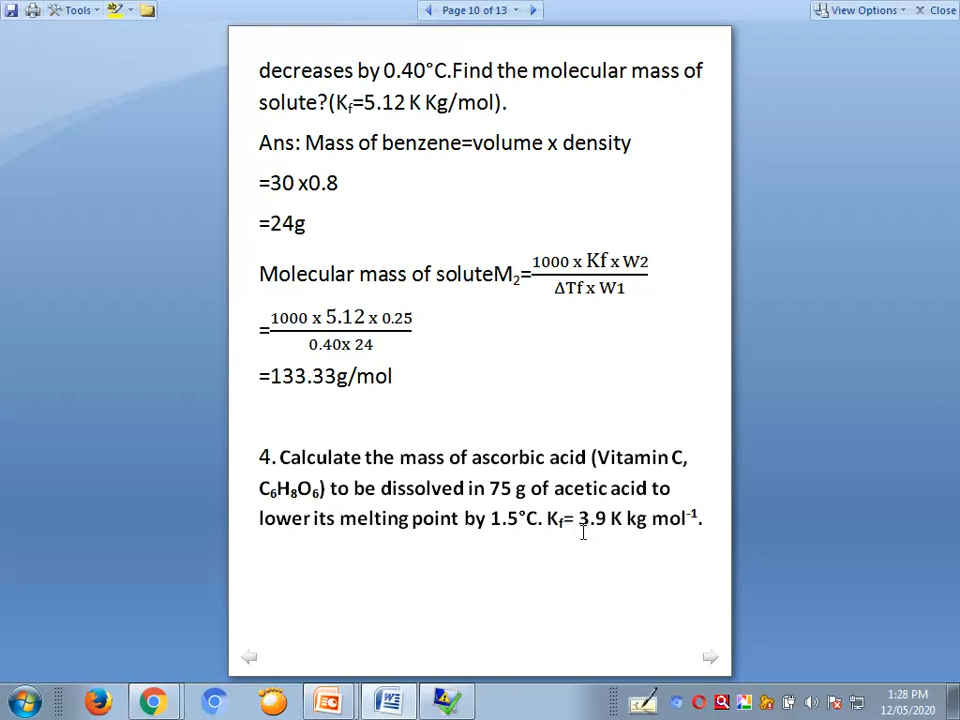 Tools
Page 10 of 13
View Options
Close
decreases by 0.40°C.Find the molecular mass of
solute?(Kf=5.12 K Kg/mol).
Ans: Mass of benzene=volume x density
=30 x0.8
=24g
Molecular mass of soluteM₂=1000 x Kf x W2
ΔTf x W1
=1000 x 5.12 x 0.25
0.40x 24
=133.33g/mol
4. Calculate the mass of ascorbic acid (Vitamin C,
C₆H₈O₆) to be dissolved in 75 g of acetic acid to
lower its melting point by 1.5°C. Kf= 3.9 K kg mol⁻¹.
1:28 PM
12/05/2020